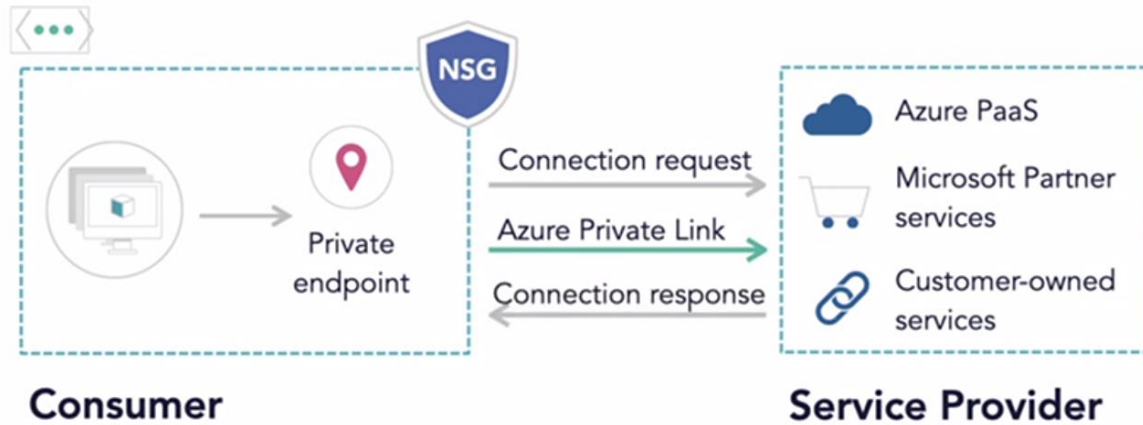 NSG
Private
endpoint
Connection request
Azure Private Link
Connection response
Azure PaaS
Microsoft Partner
services
Customer-owned
services
Consumer
Service Provider